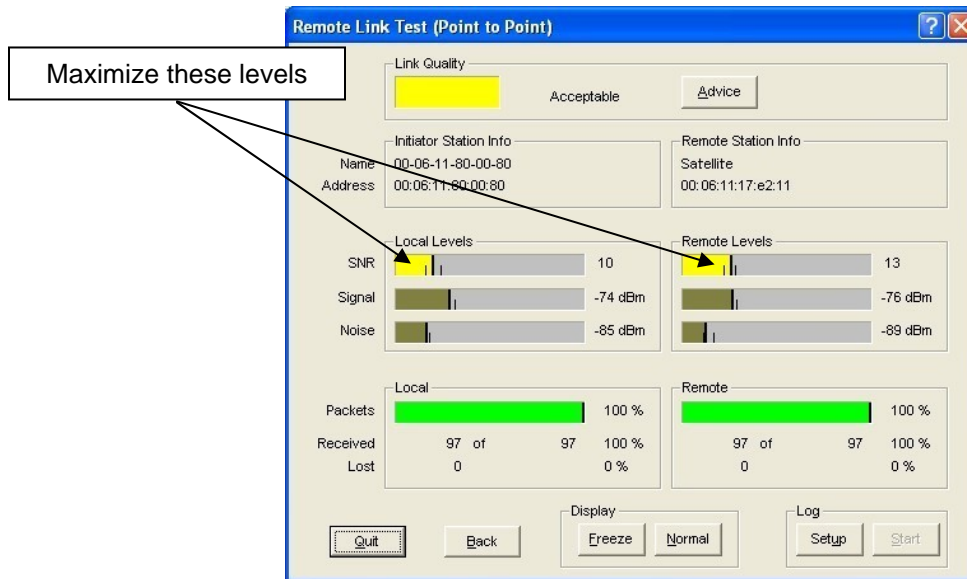 Remote Link Test (Point to Point)
Maximize these levels
Link Quality
Acceptable
Advice
Initiator Station Info
Remote Station Info
Name 00-06-11-80-00-80 Satellite
Address 00:06:11:80:00:80 00:06:11:17:e2:11
Local Levels
Remote Levels
SNR 10 13
Signal -74 dBm -76 dBm
Noise -85 dBm -89 dBm
Local
Remote
Packets 100 % 100 %
Received 97 of 97 100 % 97 of 97 100 %
Lost 0 0 % 0 0 %
Display
Log
Quit Back Freeze Normal Setup Start